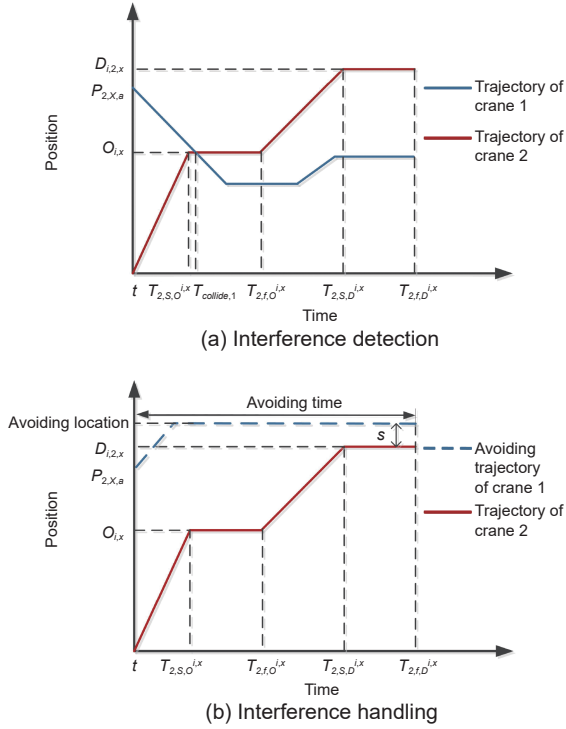 D_{i,2,x}
P_{2,X,a}
O_{i,x}
Position
Trajectory of
crane 1
Trajectory of
crane 2
t T_{2,S,O}^{i,x} T_{collide,1} T_{2,f,O}^{i,x} T_{2,S,D}^{i,x} T_{2,f,D}^{i,x}
Time
(a) Interference detection
Avoiding time
Avoiding location
s
D_{i,2,x}
P_{2,X,a}
O_{i,x}
Position
Avoiding
trajectory
of crane 1
Trajectory of
crane 2
t T_{2,S,O}^{i,x} T_{2,f,O}^{i,x} T_{2,S,D}^{i,x} T_{2,f,D}^{i,x}
Time
(b) Interference handling